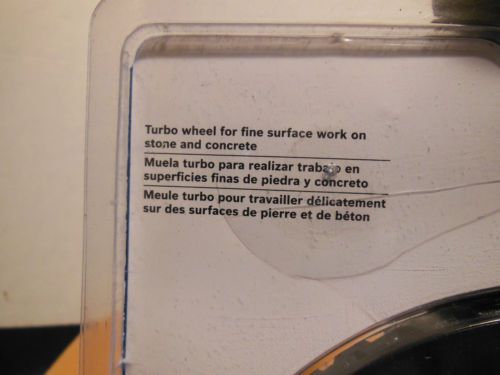 Turbo wheel for fine surface work on
stone and concrete
Muela turbo para realizar trabajo en
superficies finas de piedra y concreto
Meule turbo pour travailler délicatement
sur des surfaces de pierre et de béton